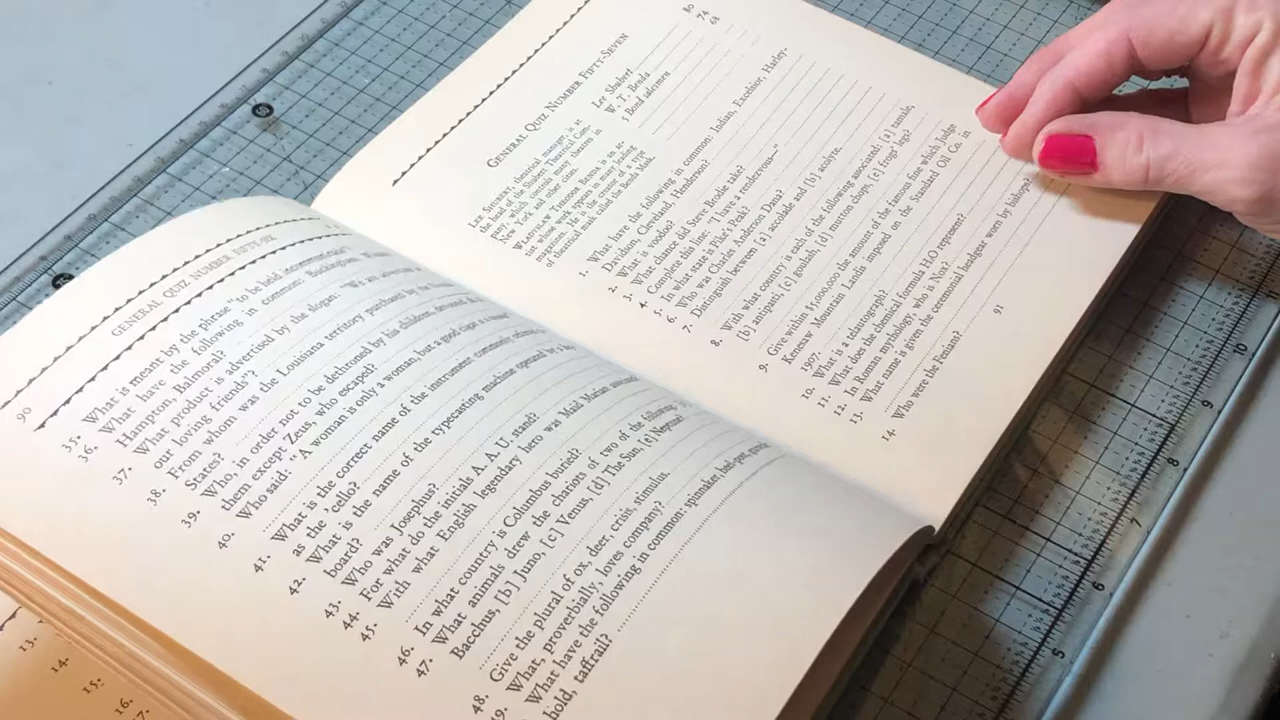 90
GENERAL QUIZ NUMBER FIFTY-SIX
35. What is meant by the phrase "to be held incommunicado"?
36. What have the following in common: Buckingham,
Hampton, Balmoral?
37. What product is advertised by the slogan:
our loving friends"?
38. From whom was the Louisiana territory purchased by the
States?
39. Who, in order not to be dethroned by his children, devoured
them except Zeus, who escaped?
40. Who said: "A woman is only a woman, but a good cigar is
41. What is the correct name of the instrument commonly
as the 'cello?
42. What is the name of the typecasting machine operated by a
board?
43. Who was Josephus?
44. For what do the initials A. A. U. stand?
45. With what English legendary hero was Maid Marian
46. In what country is Columbus buried?
47. What animals drew the chariots of two of the following:
Bacchus, [b] Juno, [c] Venus, [d] The Sun, [e] Neptune?
48. Give the plural of ox, deer, crisis, stimulus.
49. What, proverbially, loves company?
What have the following in common: spinnaker,
hold, taffrail?
13.
14.
15.
16.
17.
GENERAL QUIZ NUMBER FIFTY-SEVEN
LEE SHUBERT, theatrical manager, is at
the head of the Shubert Theatrical Com-
pany which controls many theatres in
New York and other cities.
WLADYSLAW THEODOR BENDA is an ar-
tist whose work appears in many leading
magazines. He is the creator of a type
of theatrical mask called the Benda Mask.
Lee Shubert 80
W. T. Benda 74
5 Bond salesmen 68
1. What have the following in common: Indian, Excelsior, Harley-
Davidson, Cleveland, Henderson?
2. What is voodoo?
3. What chance did Steve Brodie take?
4. Complete this line: "I have a rendezvous—"
5. In what state is Pike's Peak?
6. Who was Charles Anderson Dana?
7. Distinguish between [a] accolade and [b] acolyte.
8. With what country is each of the following associated: [a] tamale,
[b] antipasti, [c] goulash, [d] mutton chops, [e] frogs' legs?
9. Give within $5,000,000 the amount of the famous fine which Judge
Kenesaw Mountain Landis imposed on the Standard Oil Co. in
1907.
10. What is a telautograph?
11. What does the chemical formula H2O represent?
12. In Roman mythology, who is Nox?
13. What name is given the ceremonial headgear worn by bishops?
14. Who were the Fenians?
91